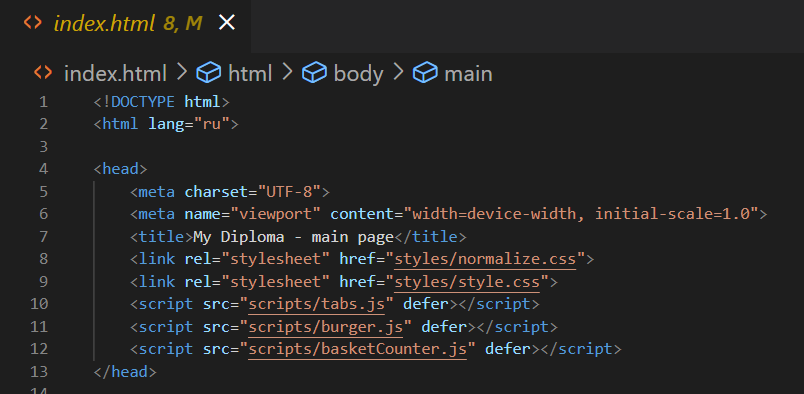 index.html 8, M
index.html > html > body > main
1 <!DOCTYPE html>
2 <html lang="ru">
3
4 <head>
5     <meta charset="UTF-8">
6     <meta name="viewport" content="width=device-width, initial-scale=1.0">
7     <title>My Diploma - main page</title>
8     <link rel="stylesheet" href="styles/normalize.css">
9     <link rel="stylesheet" href="styles/style.css">
10     <script src="scripts/tabs.js" defer></script>
11     <script src="scripts/burger.js" defer></script>
12     <script src="scripts/basketCounter.js" defer></script>
13 </head>
14